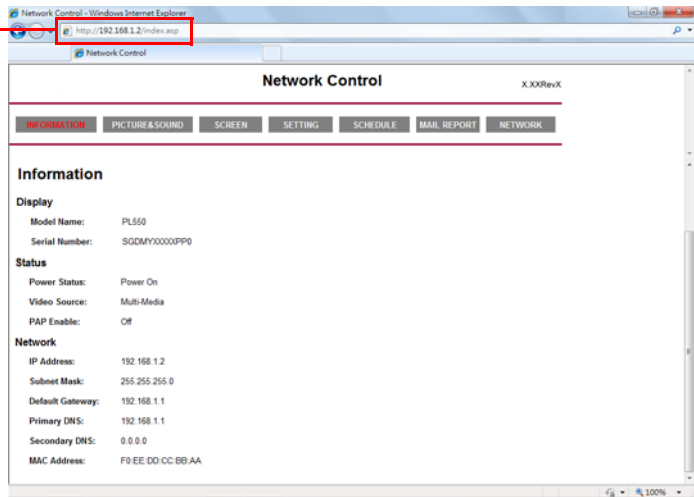 Network Control - Windows Internet Explorer
http://192.168.1.2/index.asp
Network Control
Network Control
X.XXRevX
INFORMATION PICTURE&SOUND SCREEN SETTING SCHEDULE MAIL REPORT NETWORK
Information
Display
Model Name: PL550
Serial Number: SGDMYXXXXPP0
Status
Power Status: Power On
Video Source: Multi-Media
PAP Enable: Off
Network
IP Address: 192.168.1.2
Subnet Mask: 255.255.255.0
Default Gateway: 192.168.1.1
Primary DNS: 192.168.1.1
Secondary DNS: 0.0.0.0
MAC Address: F0:EE:DD:CC:BB:AA
100%